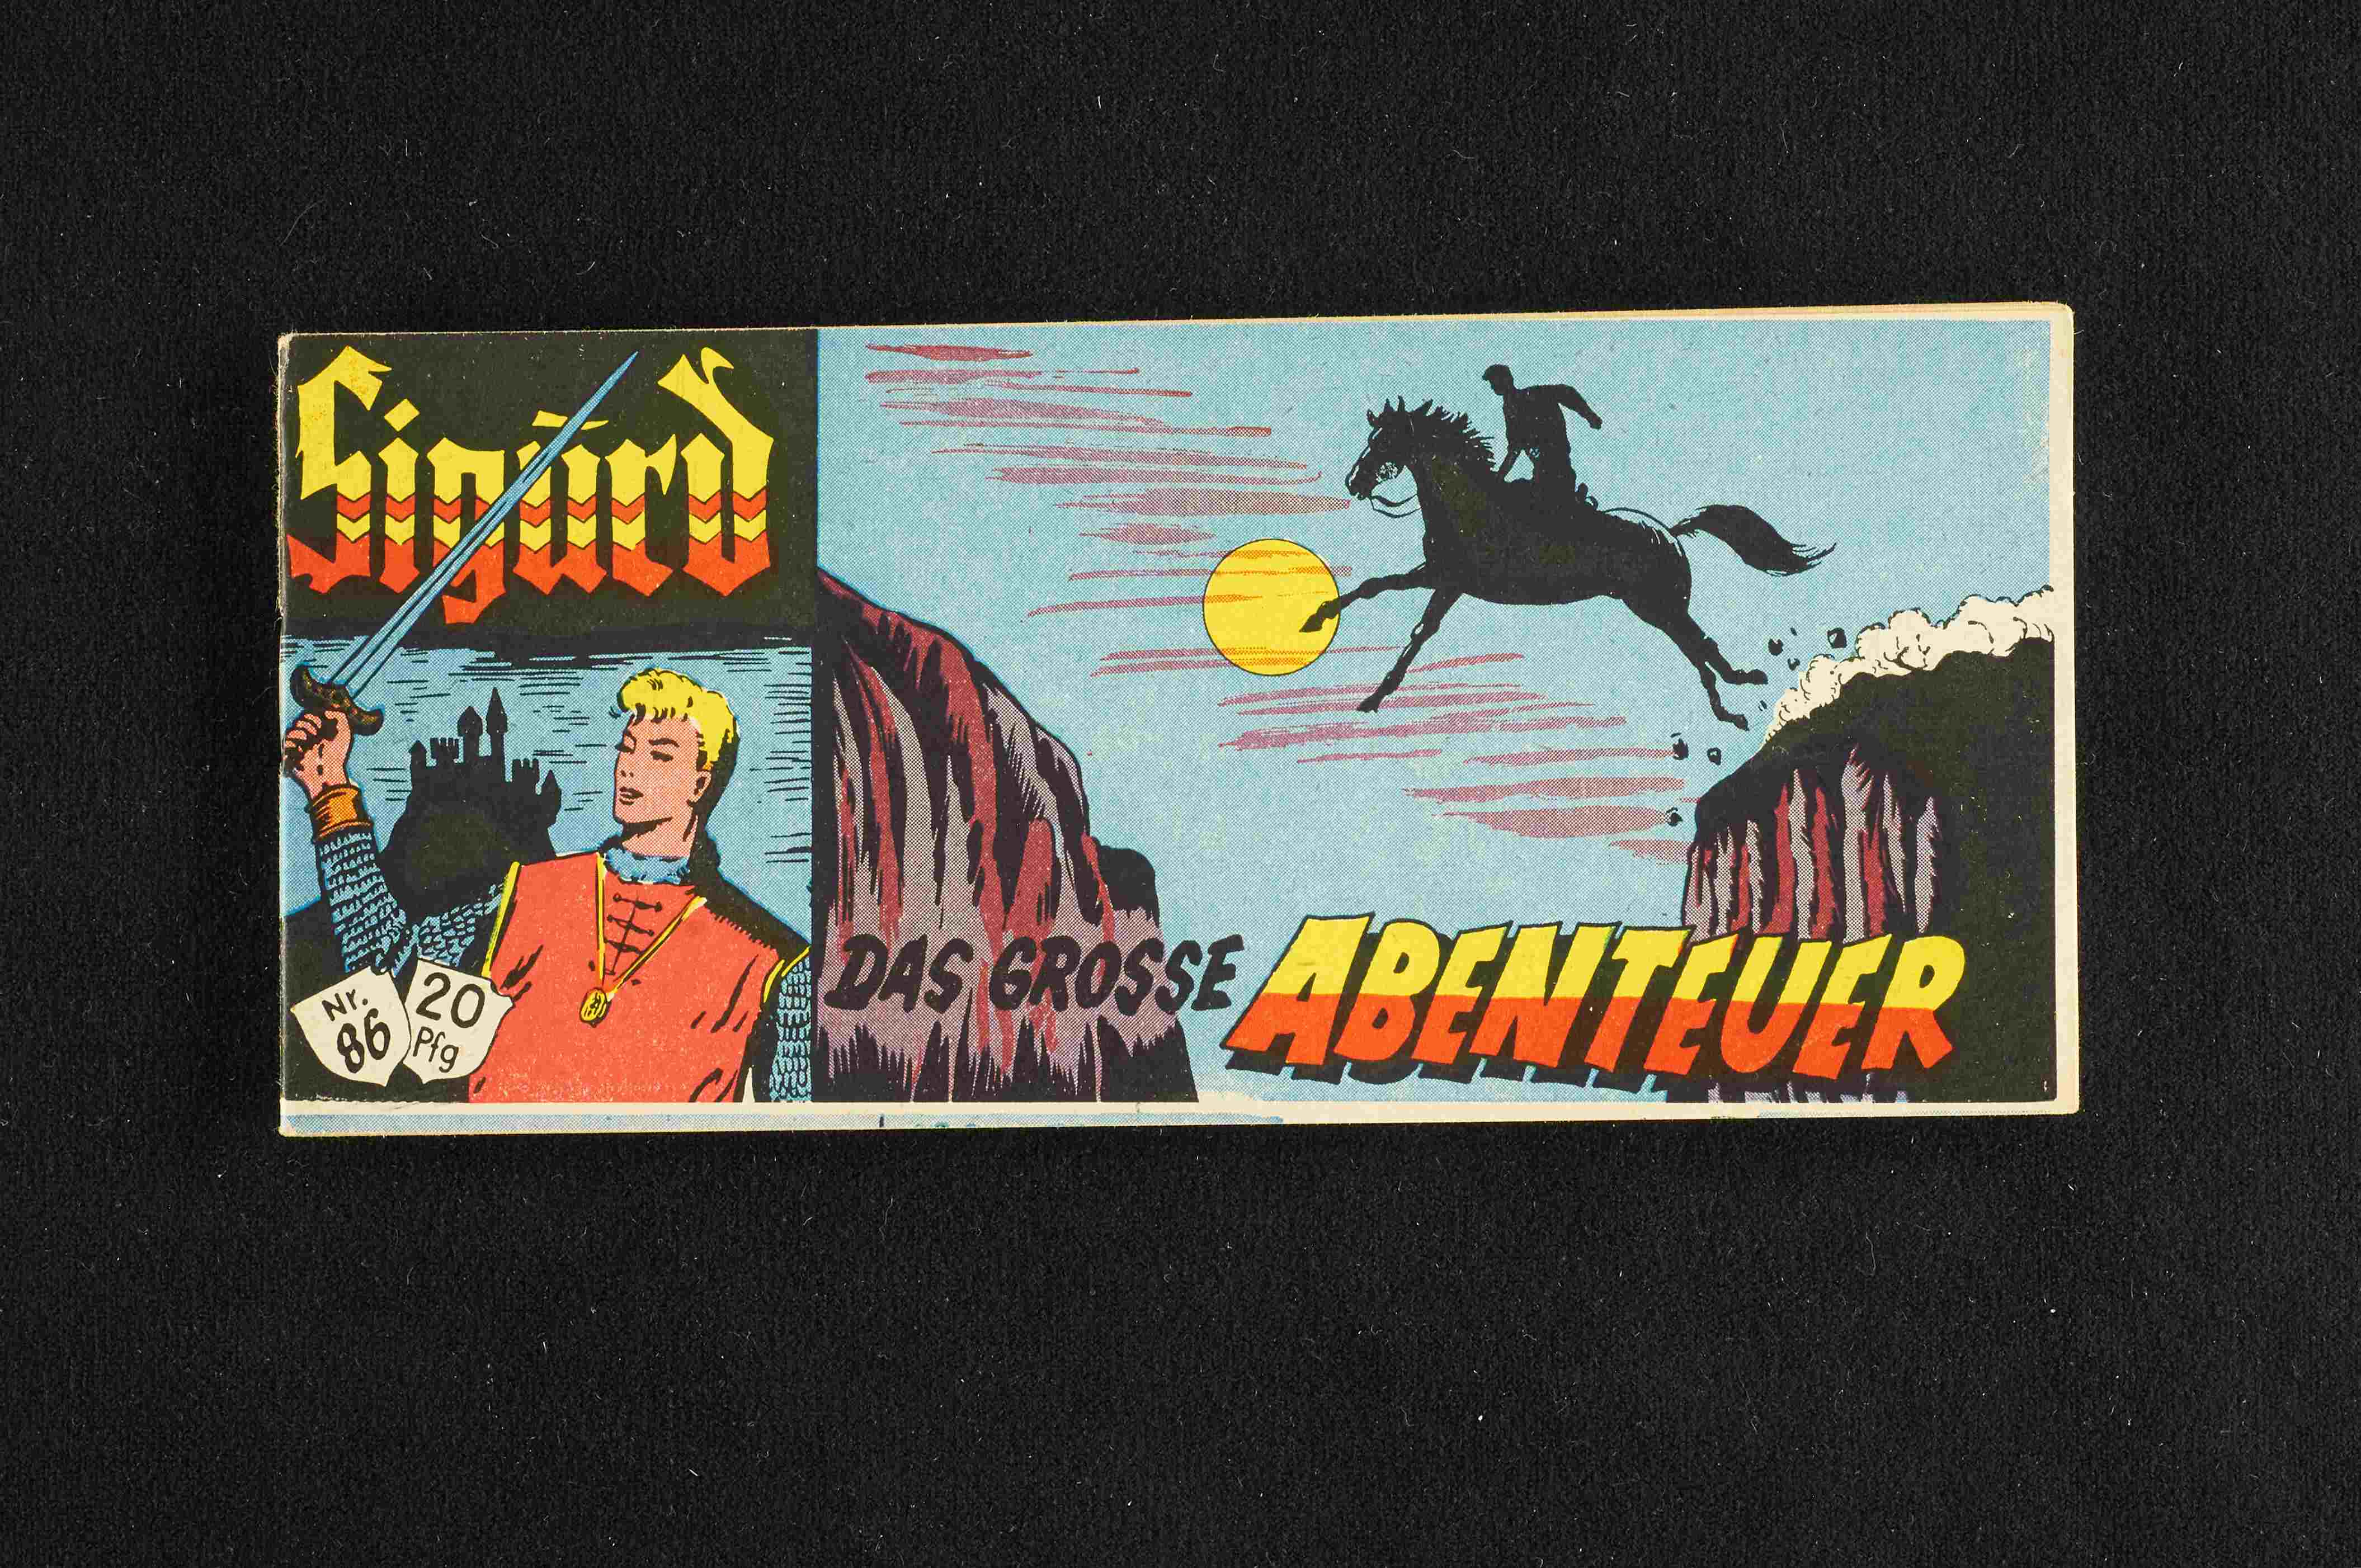 Sigurd
Nr.
86
20
Pfg
DAS GROSSE ABENTEUER